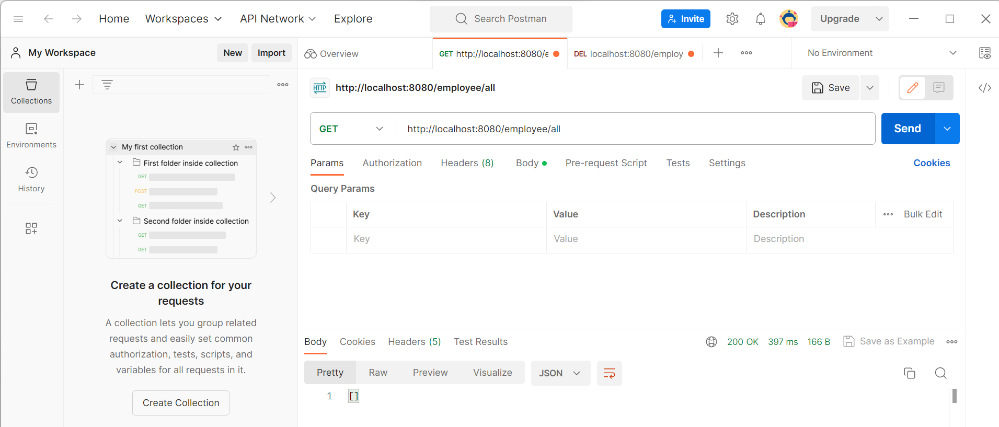 Home
Workspaces
API Network
Explore
Search Postman
Invite
Upgrade
My Workspace
New
Import
Overview
GET http://localhost:8080/e
DEL localhost:8080/employ
No Environment
Collections
Environments
History
My first collection
First folder inside collection
GET
POST
GET
Second folder inside collection
GET
GET
Create a collection for your
requests
A collection lets you group related
requests and easily set common
authorization, tests, scripts, and
variables for all requests in it.
Create Collection
HTTP
http://localhost:8080/employee/all
Save
GET
http://localhost:8080/employee/all
Send
Params
Authorization
Headers (8)
Body
Pre-request Script
Tests
Settings
Cookies
Query Params
Key
Value
Description
Bulk Edit
Key
Value
Description
Body
Cookies
Headers (5)
Test Results
200 OK
397 ms
166 B
Save as Example
Pretty
Raw
Preview
Visualize
JSON
1 []